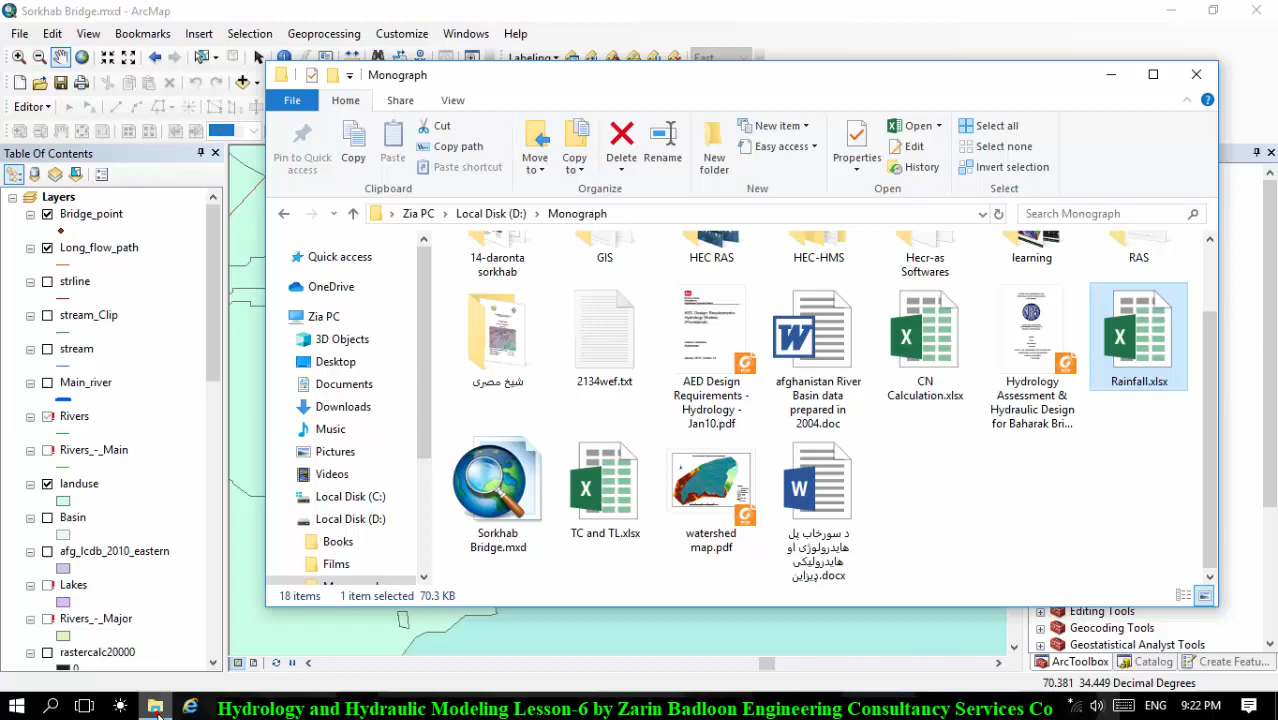 Sorkhab Bridge.mxd - ArcMap
File Edit View Bookmarks Insert Selection Geoprocessing Customize Windows Help
Labeling
Fast
Editor
Table Of Contents
Layers
Bridge_point
Long_flow_path
strline
stream_Clip
stream
Main_river
Rivers
Rivers_-_Main
landuse
Basin
afg_lcdb_2010_eastern
Lakes
Rivers_-_Major
rastercalc20000
0
Monograph
File Home Share View
Pin to Quick access
Copy
Paste
Cut
Copy path
Paste shortcut
Clipboard
Move to
Copy to
Delete
Rename
Organize
New folder
New item
Easy access
New
Properties
Open
Edit
History
Open
Select all
Select none
Invert selection
Select
Zia PC > Local Disk (D:) > Monograph
Search Monograph
Quick access
OneDrive
Zia PC
3D Objects
Desktop
Documents
Downloads
Music
Pictures
Videos
Local Disk (C:)
Local Disk (D:)
Books
Films
14-daronta sorkhab
GIS
HEC RAS
HEC-HMS
Hecr-as Softwares
learning
RAS
شیخ مصری
2134wef.txt
AED Design Requirements - Hydrology - Jan10.pdf
afghanistan River Basin data prepared in 2004.doc
CN Calculation.xlsx
Hydrology Assessment & Hydraulic Design for Baharak Bri...
Rainfall.xlsx
Sorkhab Bridge.mxd
TC and TL.xlsx
watershed map.pdf
د سورخاب پل هایدرولوژی او هایدرولیکی ډیزاین.docx
18 items 1 item selected 70.3 KB
Editing Tools
Geocoding Tools
Geostatistical Analyst Tools
ArcToolbox Catalog Create Featu...
70.381 34.449 Decimal Degrees
Hydrology and Hydraulic Modeling Lesson-6 by Zarin Badloon Engineering Consultancy Services Co
ENG 9:22 PM